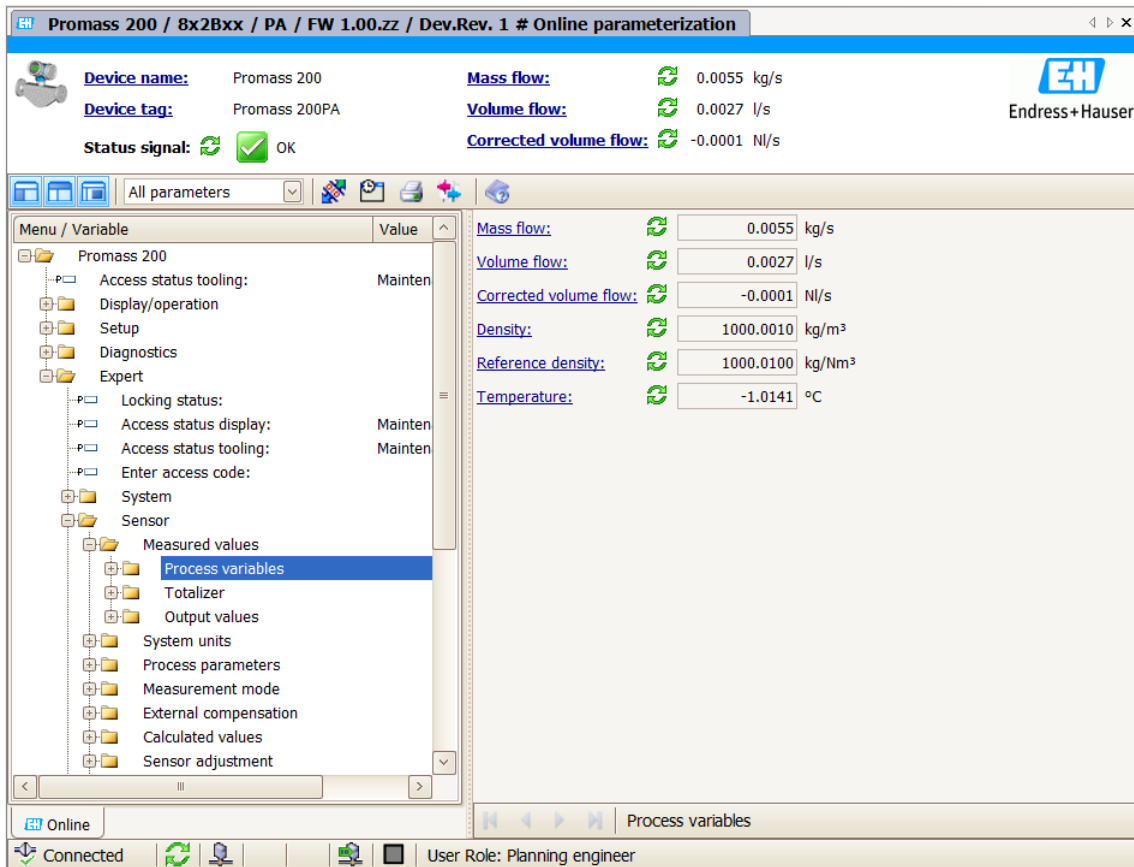 Promass 200 / 8x2Bxx / PA / FW 1.00.zz / Dev.Rev. 1 # Online parameterization
Device name: Promass 200 Mass flow: 0.0055 kg/s
Device tag: Promass 200PA Volume flow: 0.0027 l/s
Status signal: OK Corrected volume flow: -0.0001 Nl/s
EH
Endress+Hauser
All parameters
Menu / Variable Value
Promass 200
Access status tooling: Mainten
Display/operation
Setup
Diagnostics
Expert
Locking status:
Access status display: Mainten
Access status tooling: Mainten
Enter access code:
System
Sensor
Measured values
Process variables
Totalizer
Output values
System units
Process parameters
Measurement mode
External compensation
Calculated values
Sensor adjustment
Mass flow: 0.0055 kg/s
Volume flow: 0.0027 l/s
Corrected volume flow: -0.0001 Nl/s
Density: 1000.0010 kg/m³
Reference density: 1000.0100 kg/Nm³
Temperature: -1.0141 °C
Online
Process variables
Connected
User Role: Planning engineer